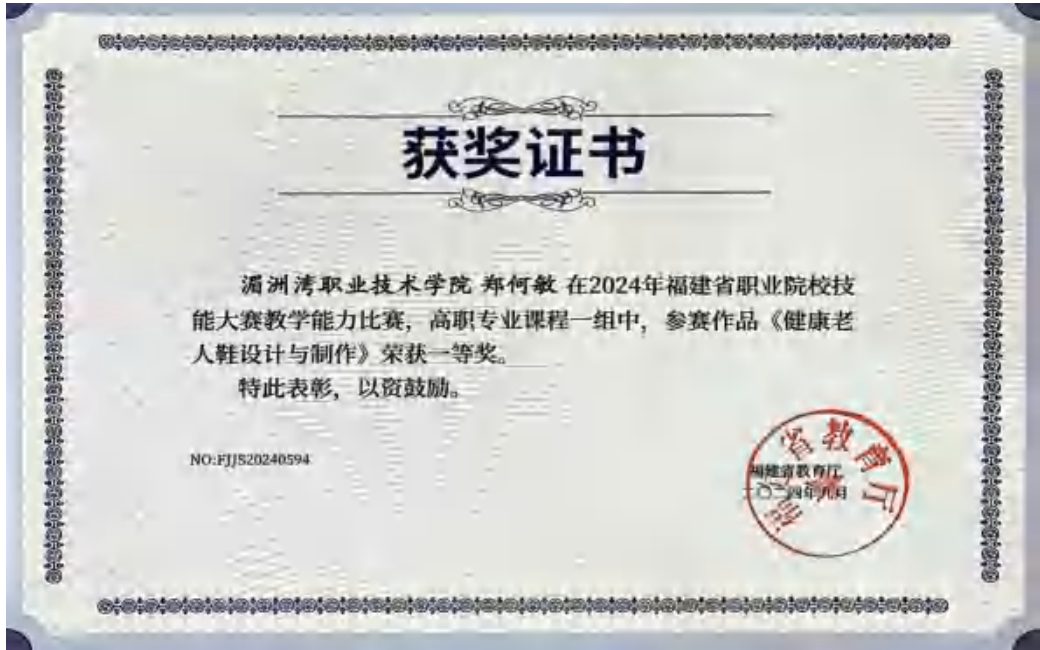 获奖证书
湄洲湾职业技术学院 郑何敏 在2024年福建省职业院校技
能大赛教学能力比赛，高职专业课程一组中，参赛作品《健康老
人鞋设计与制作》荣获一等奖。
特此表彰，以资鼓励。
NO:FJJS20240594
福建省教育厅
二〇二四年九月
福建省教育厅